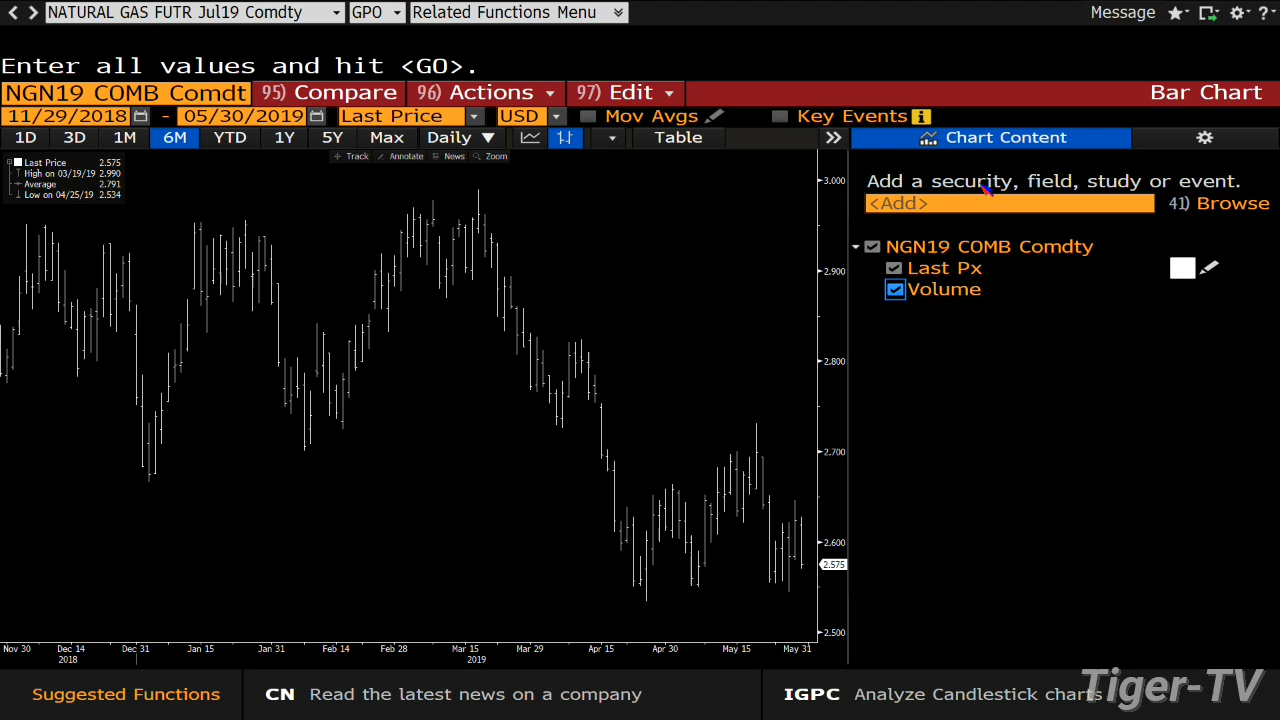 NATURAL GAS FUTR Jul19 Comdty GPO Related Functions Menu Message ?
Enter all values and hit <GO>.
NGN19 COMB Comdt 95) Compare 96) Actions 97) Edit Bar Chart
11/29/2018 - 05/30/2019 Last Price USD Mov Avgs Key Events i
1D 3D 1M 6M YTD 1Y 5Y Max Daily Table Chart Content
Track Annotate News Zoom
Last Price 2.575
High on 03/19/19 2.990
Average 2.791
Low on 04/25/19 2.534
Add a security, field, study or event.
<Add> 41) Browse
NGN19 COMB Comdty
Last Px
Volume
3.000
2.900
2.800
2.700
2.600
2.575
2.500
Nov 30 Dec 14 Dec 31 Jan 15 Jan 31 Feb 14 Feb 28 Mar 15 Mar 29 Apr 15 Apr 30 May 15 May 31
2018 2019
Suggested Functions CN Read the latest news on a company IGPC Analyze Candlestick charts
Tiger-TV